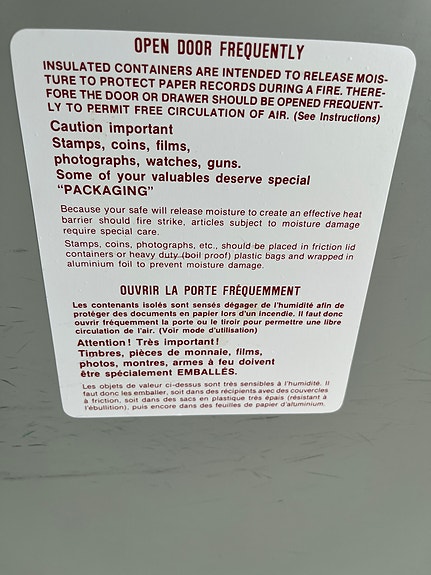 OPEN DOOR FREQUENTLY
INSULATED CONTAINERS ARE INTENDED TO RELEASE MOIS-
TURE TO PROTECT PAPER RECORDS DURING A FIRE. THERE-
FORE THE DOOR OR DRAWER SHOULD BE OPENED FREQUENT-
LY TO PERMIT FREE CIRCULATION OF AIR. (See Instructions)
Caution important
Stamps, coins, films,
photographs, watches, guns.
Some of your valuables deserve special
"PACKAGING"
Because your safe will release moisture to create an effective heat
barrier should fire strike, articles subject to moisture damage
require special care.
Stamps, coins, photographs, etc., should be placed in friction lid
containers or heavy duty (boil proof) plastic bags and wrapped in
aluminium foil to prevent moisture damage.
OUVRIR LA PORTE FRÉQUEMMENT
Les contenants isolés sont sensés dégager de l'humidité afin de
protéger des documents en papier lors d'un incendie. Il faut donc
ouvrir fréquemment la porte ou le tiroir pour permettre une libre
circulation de l'air. (Voir mode d'utilisation)
Attention! Très important!
Timbres, pièces de monnaie, films,
photos, montres, armes à feu doivent
être spécialement EMBALLÉS.
Les objets de valeur ci-dessus sont très sensibles à l'humidité. Il
faut donc les emballer, soit dans des récipients avec des couvercles
à friction, soit dans des sacs en plastique très épais (résistant à
l'ébullition), puis encore dans des feuilles de papier d'aluminium.